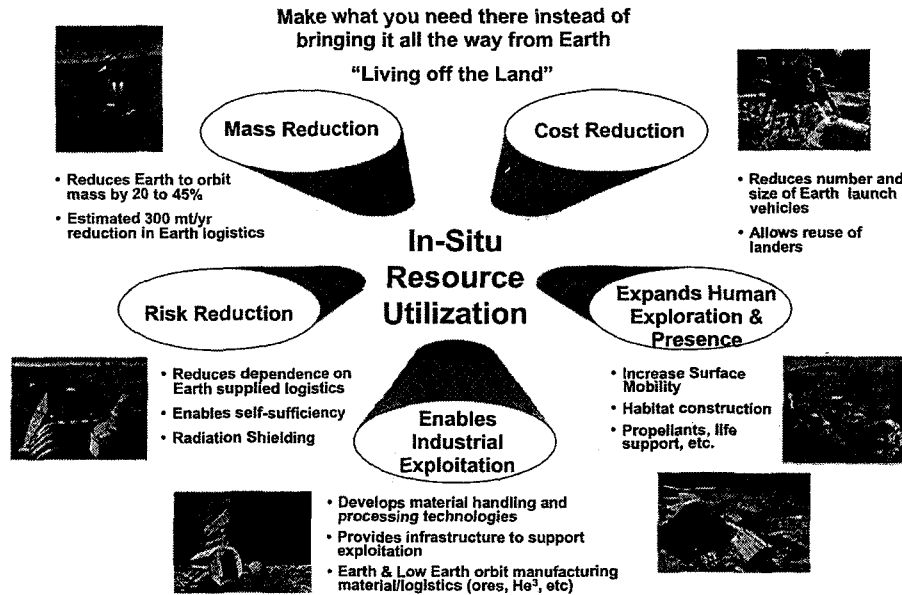 Make what you need there instead of
bringing it all the way from Earth
“Living off the Land”
Mass Reduction
Cost Reduction
• Reduces Earth to orbit
mass by 20 to 45%
• Estimated 300 mt/yr
reduction in Earth logistics
• Reduces number and
size of Earth launch
vehicles
• Allows reuse of
landers
In-Situ
Resource
Utilization
Risk Reduction
Expands Human
Exploration &
Presence
• Reduces dependence on
Earth supplied logistics
• Enables self-sufficiency
• Radiation Shielding
• Increase Surface
Mobility
• Habitat construction
• Propellants, life
support, etc.
Enables
Industrial
Exploitation
• Develops material handling and
processing technologies
• Provides infrastructure to support
exploitation
• Earth & Low Earth orbit manufacturing
material/logistics (ores, He³, etc)